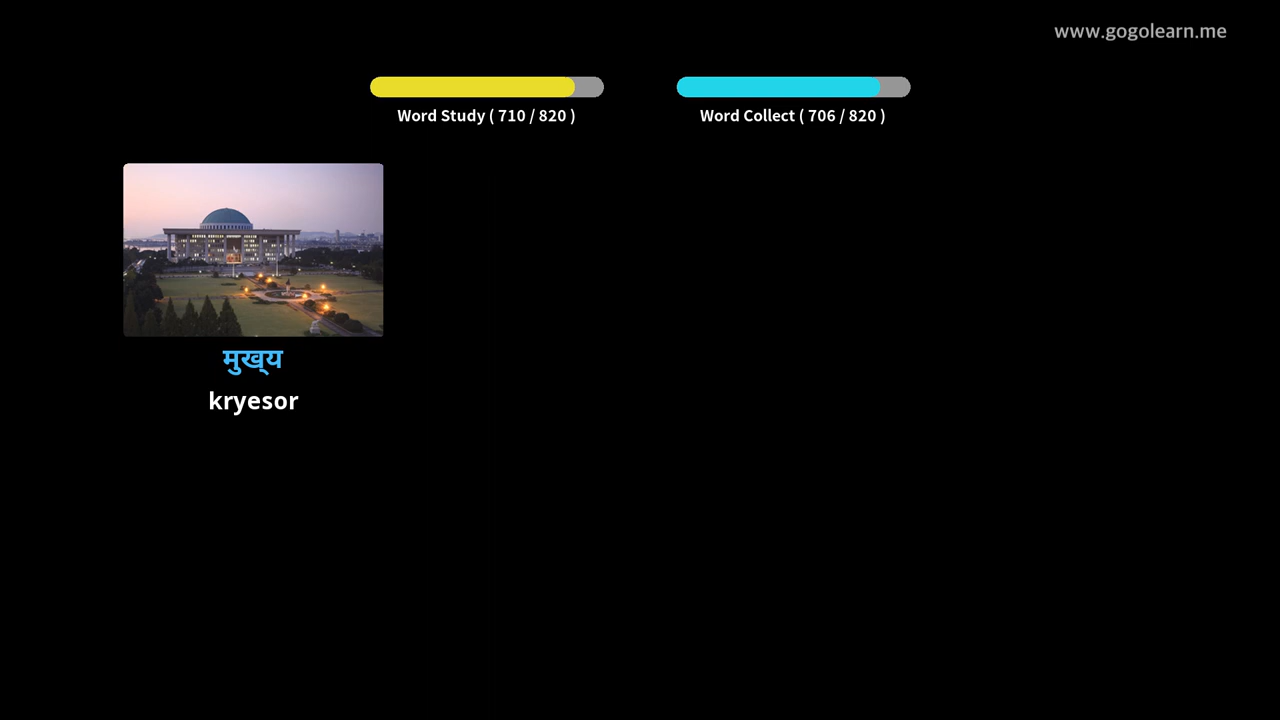 www.gogolearn.me
Word Study ( 710 / 820 )
Word Collect ( 706 / 820 )
मुख्य
kryesor